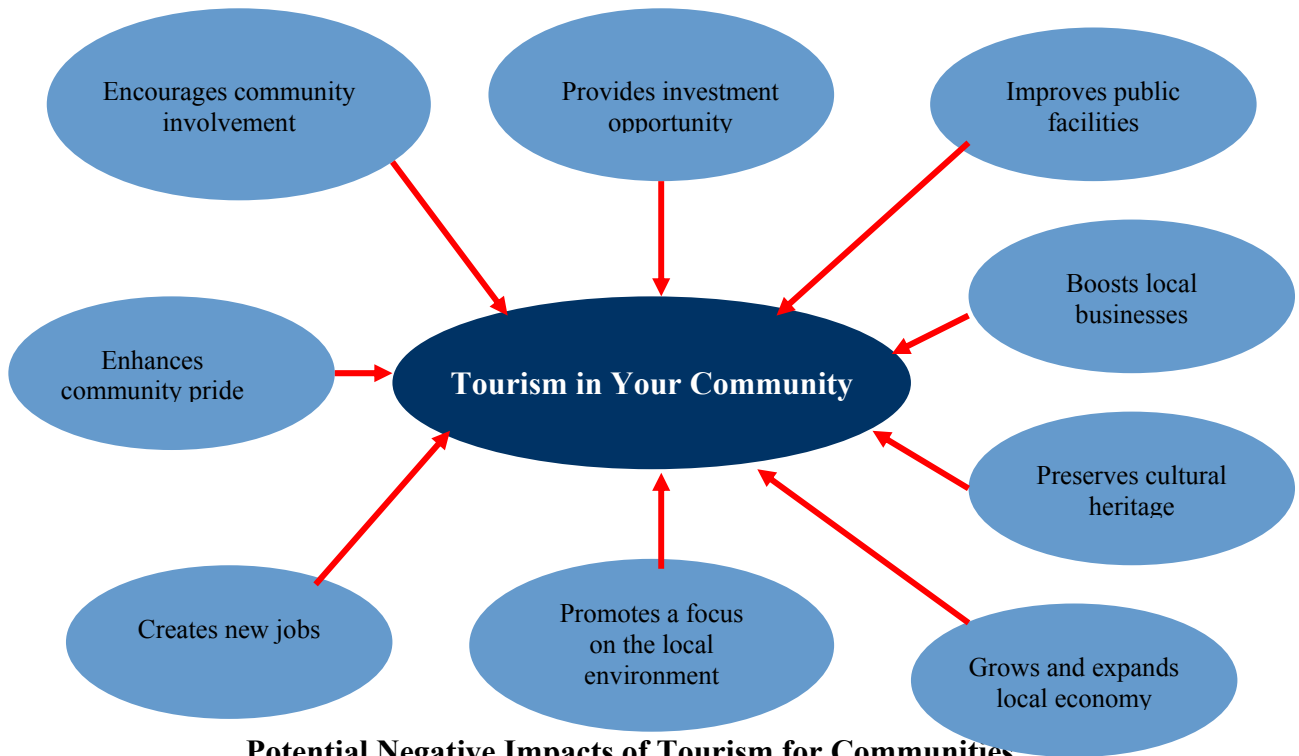 Encourages community
involvement
Provides investment
opportunity
Improves public
facilities
Boosts local
businesses
Enhances
community pride
Tourism in Your Community
Preserves cultural
heritage
Creates new jobs
Promotes a focus
on the local
environment
Grows and expands
local economy
Potential Negative Impacts of Tourism for Communities